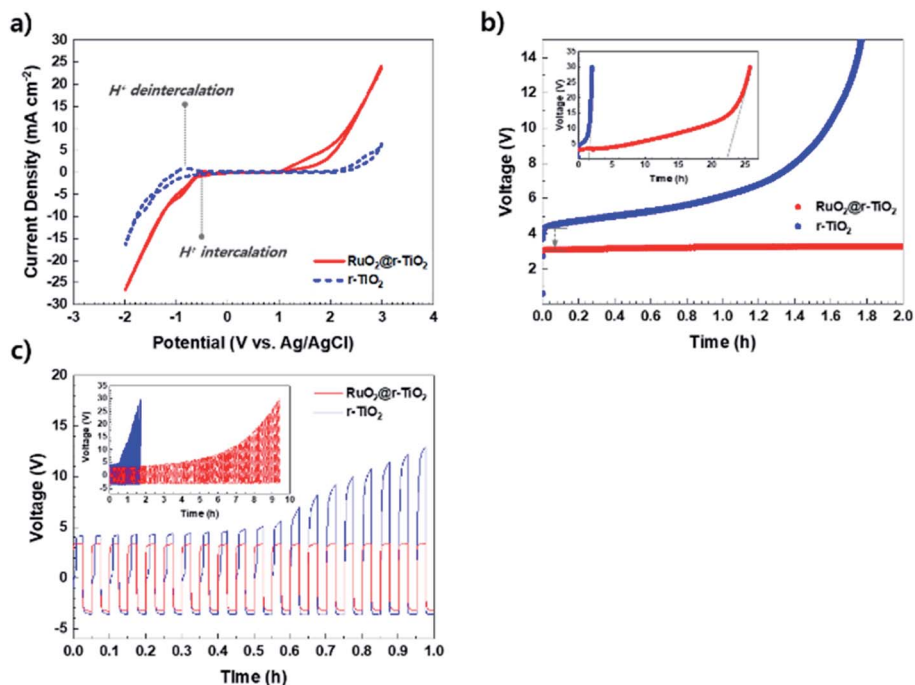 a)
30
25
20
15
10
5
0
-5
-10
-15
-20
-25
-30
-3 -2 -1 0 1 2 3 4
Current Density (mA cm⁻²)
Potential (V vs. Ag/AgCl)
H⁺ deintercalation
H⁺ intercalation
RuO₂@r-TiO₂
r-TiO₂
b)
14
12
10
8
6
4
2
0.0 0.2 0.4 0.6 0.8 1.0 1.2 1.4 1.6 1.8 2.0
Voltage (V)
Time (h)
35
30
25
20
15
10
5
0
0 5 10 15 20 25
Voltage (V)
Time (h)
RuO₂@r-TiO₂
r-TiO₂
c)
20
15
10
5
0
-5
0.0 0.1 0.2 0.3 0.4 0.5 0.6 0.7 0.8 0.9 1.0
Voltage (V)
Time (h)
35
30
25
20
15
10
5
0
-5
0 1 2 3 4 5 6 7 8 9 10
Voltage (V)
Time (h)
RuO₂@r-TiO₂
r-TiO₂